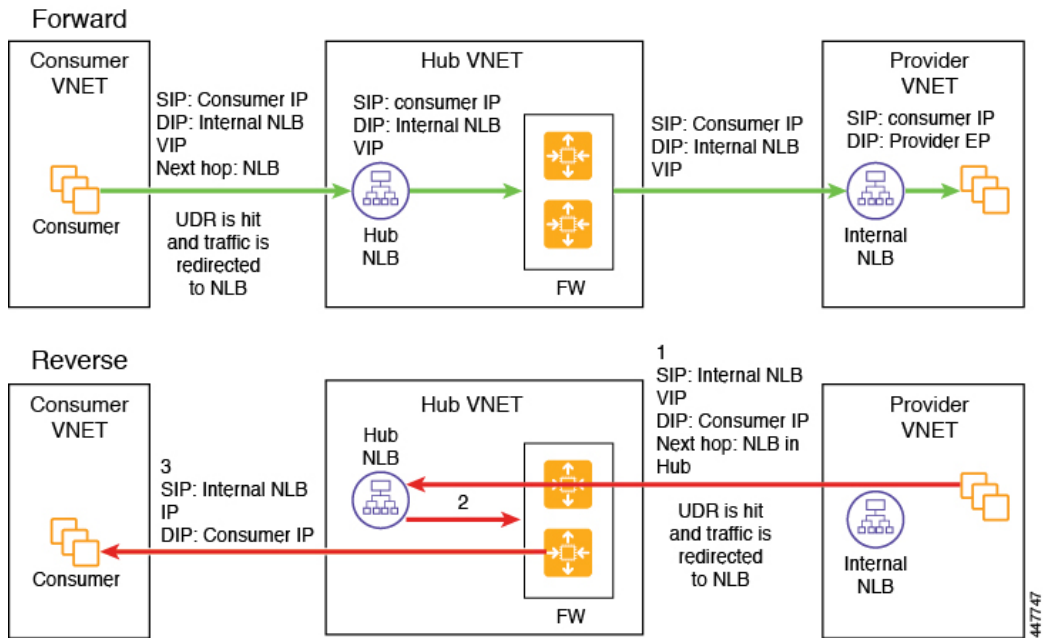 Forward
Consumer
VNET
SIP: Consumer IP
DIP: Internal NLB
VIP
Next hop: NLB
Consumer
UDR is hit
and traffic is
redirected
to NLB
Hub VNET
SIP: consumer IP
DIP: Internal NLB
VIP
Hub
NLB
FW
SIP: Consumer IP
DIP: Internal NLB
VIP
Provider
VNET
SIP: consumer IP
DIP: Provider EP
Internal
NLB
Reverse
Consumer
VNET
3
SIP: Internal NLB
IP
DIP: Consumer IP
Consumer
Hub VNET
Hub
NLB
2
FW
1
SIP: Internal NLB
VIP
DIP: Consumer IP
Next hop: NLB in
Hub
UDR is hit
and traffic is
redirected
to NLB
Provider
VNET
Internal
NLB
447747